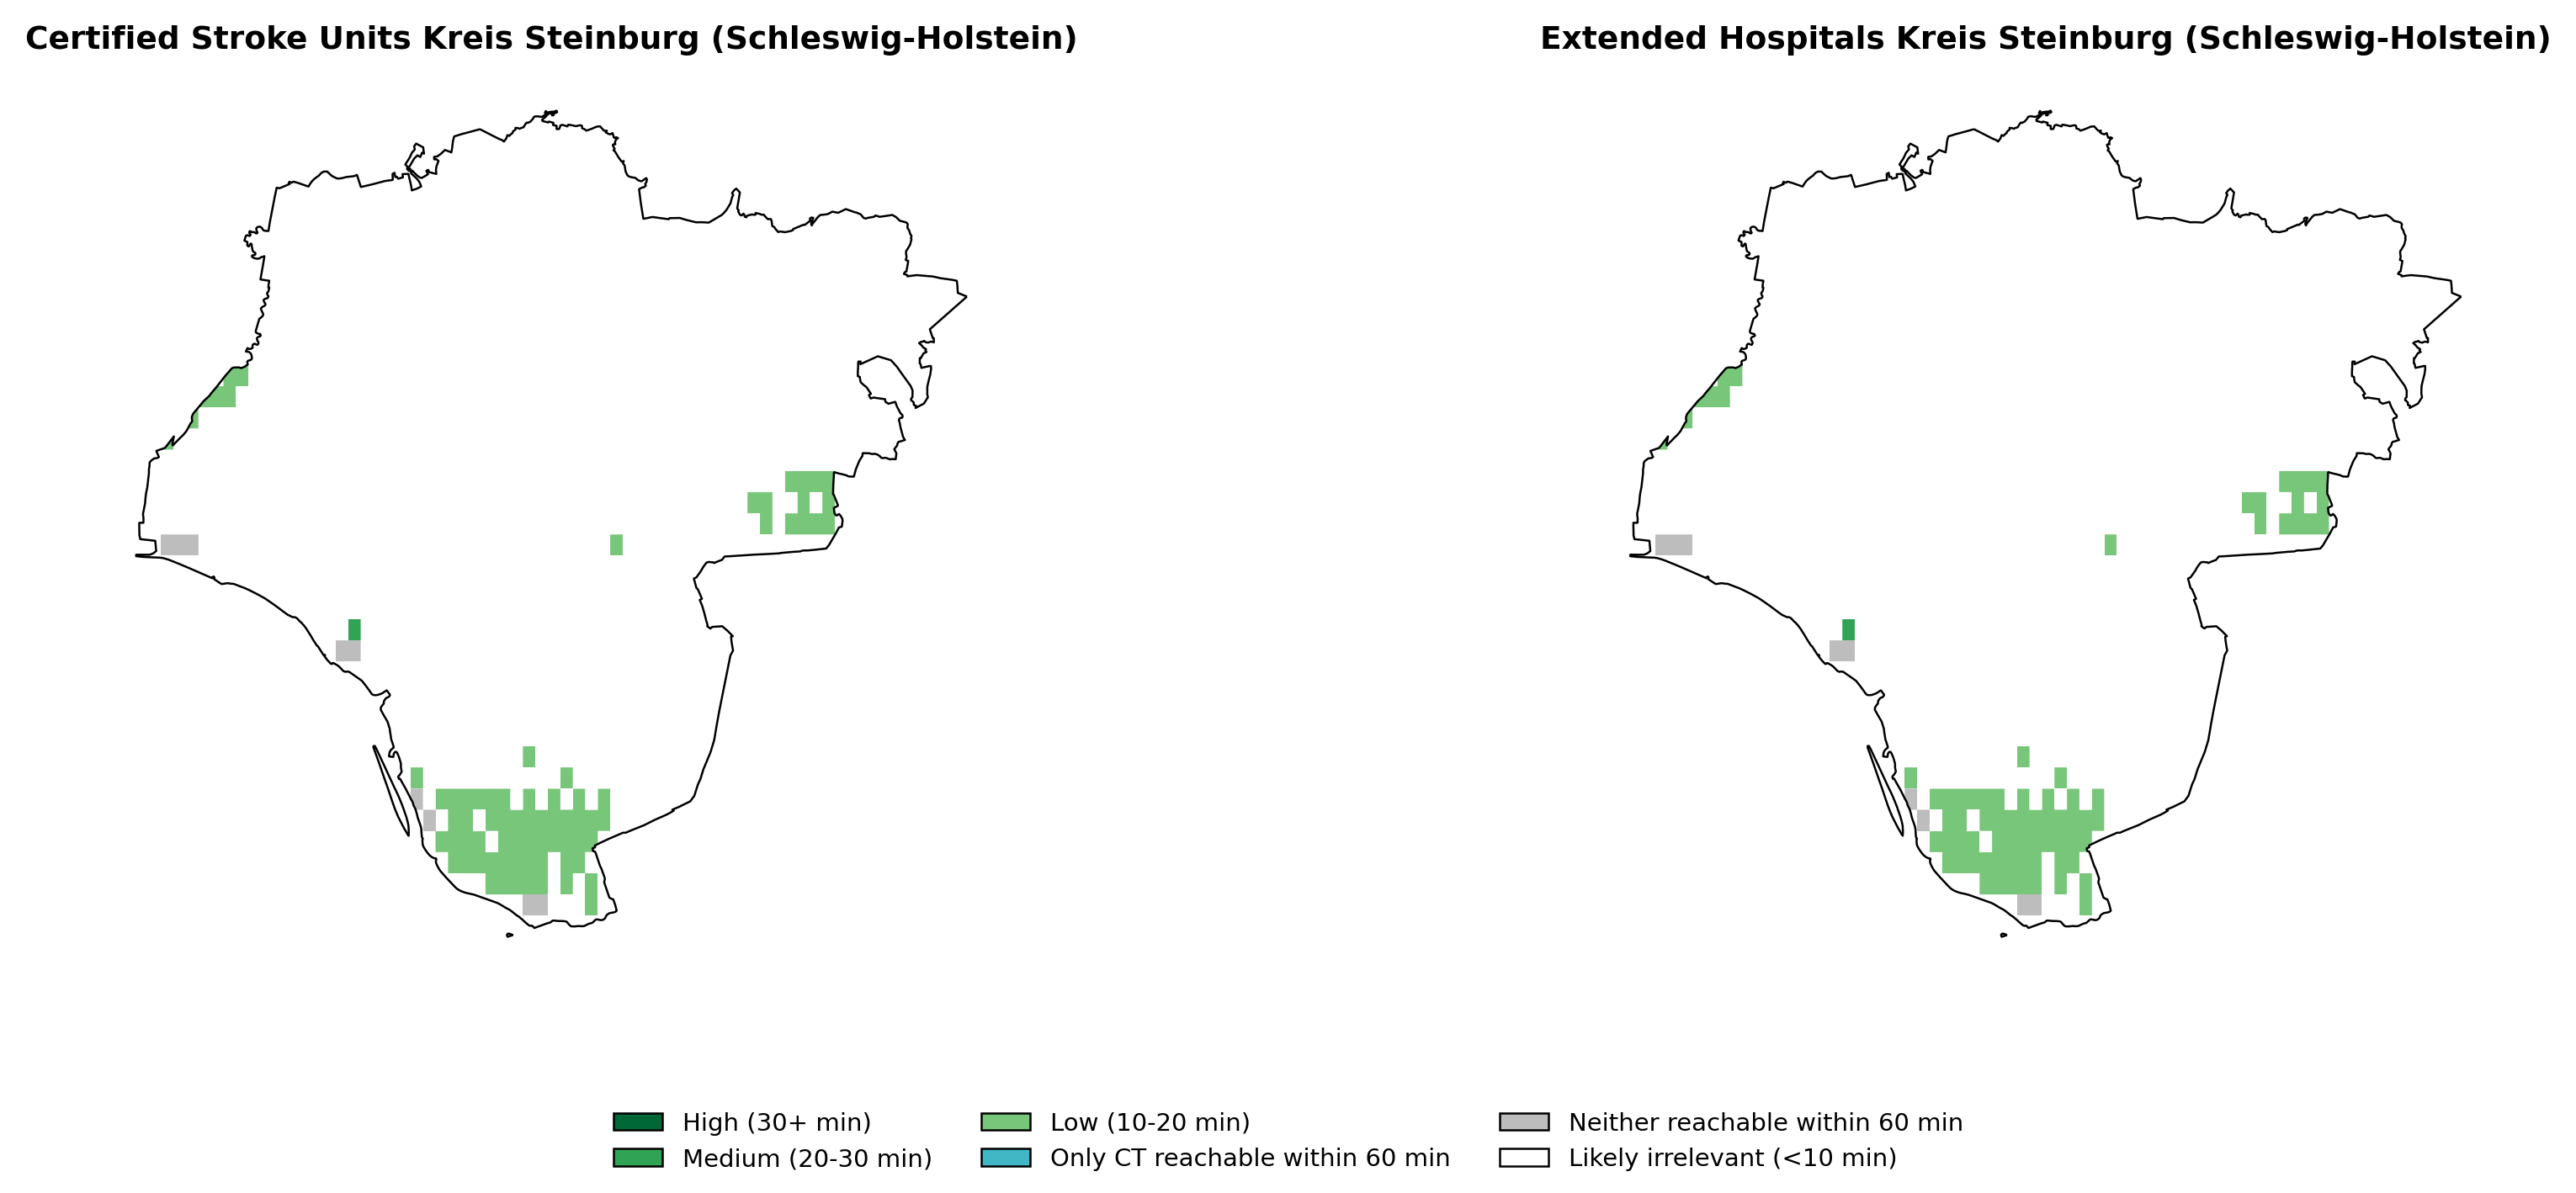 Certified Stroke Units Kreis Steinburg (Schleswig-Holstein)
Extended Hospitals Kreis Steinburg (Schleswig-Holstein)
High (30+ min)
Medium (20-30 min)
Low (10-20 min)
Only CT reachable within 60 min
Neither reachable within 60 min
Likely irrelevant (<10 min)